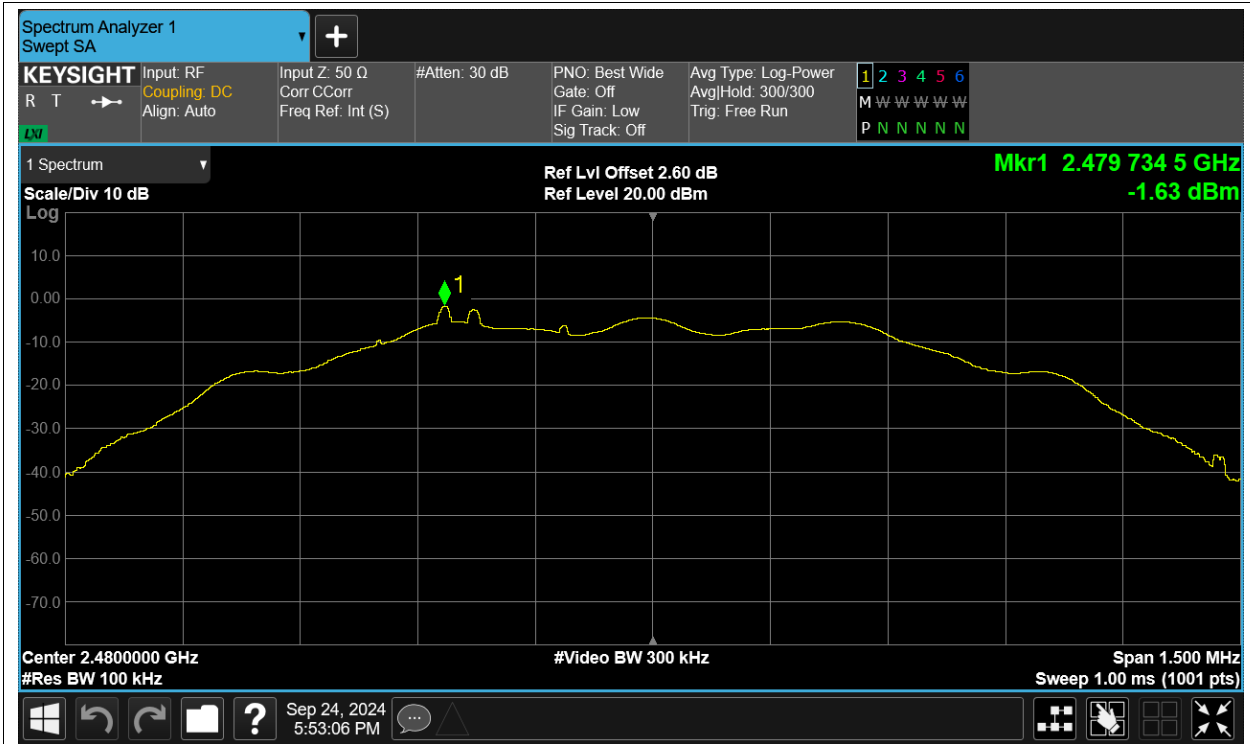 Spectrum Analyzer 1
Swept SA
KEYSIGHT
R T
LXI
Input: RF
Coupling: DC
Align: Auto
Input Z: 50 Ω
Corr CCorr
Freq Ref: Int (S)
#Atten: 30 dB
PNO: Best Wide
Gate: Off
IF Gain: Low
Sig Track: Off
Avg Type: Log-Power
Avg|Hold: 300/300
Trig: Free Run
1 2 3 4 5 6
M W W W W W
P N N N N N
1 Spectrum
Scale/Div 10 dB
Log
Ref Lvl Offset 2.60 dB
Ref Level 20.00 dBm
Mkr1 2.479 734 5 GHz
-1.63 dBm
10.0
0.00
-10.0
-20.0
-30.0
-40.0
-50.0
-60.0
-70.0
1
Center 2.4800000 GHz
#Res BW 100 kHz
#Video BW 300 kHz
Span 1.500 MHz
Sweep 1.00 ms (1001 pts)
?
Sep 24, 2024
5:53:06 PM